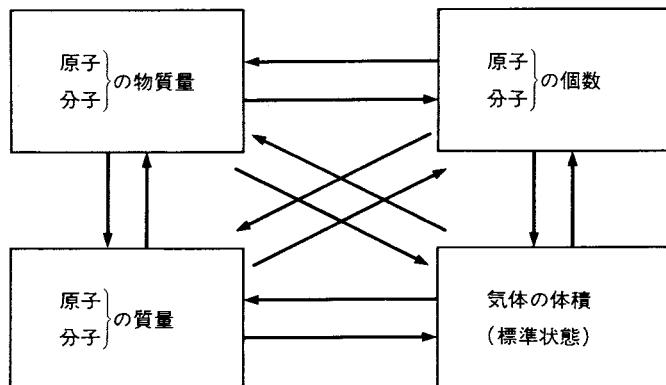 原子
分子
}の物質量
原子
分子
}の個数
原子
分子
}の質量
気体の体積
(標準状態)